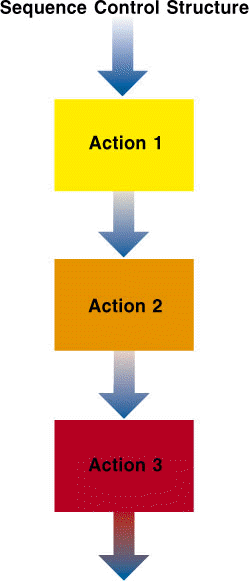 Sequence Control Structure
Action 1
Action 2
Action 3